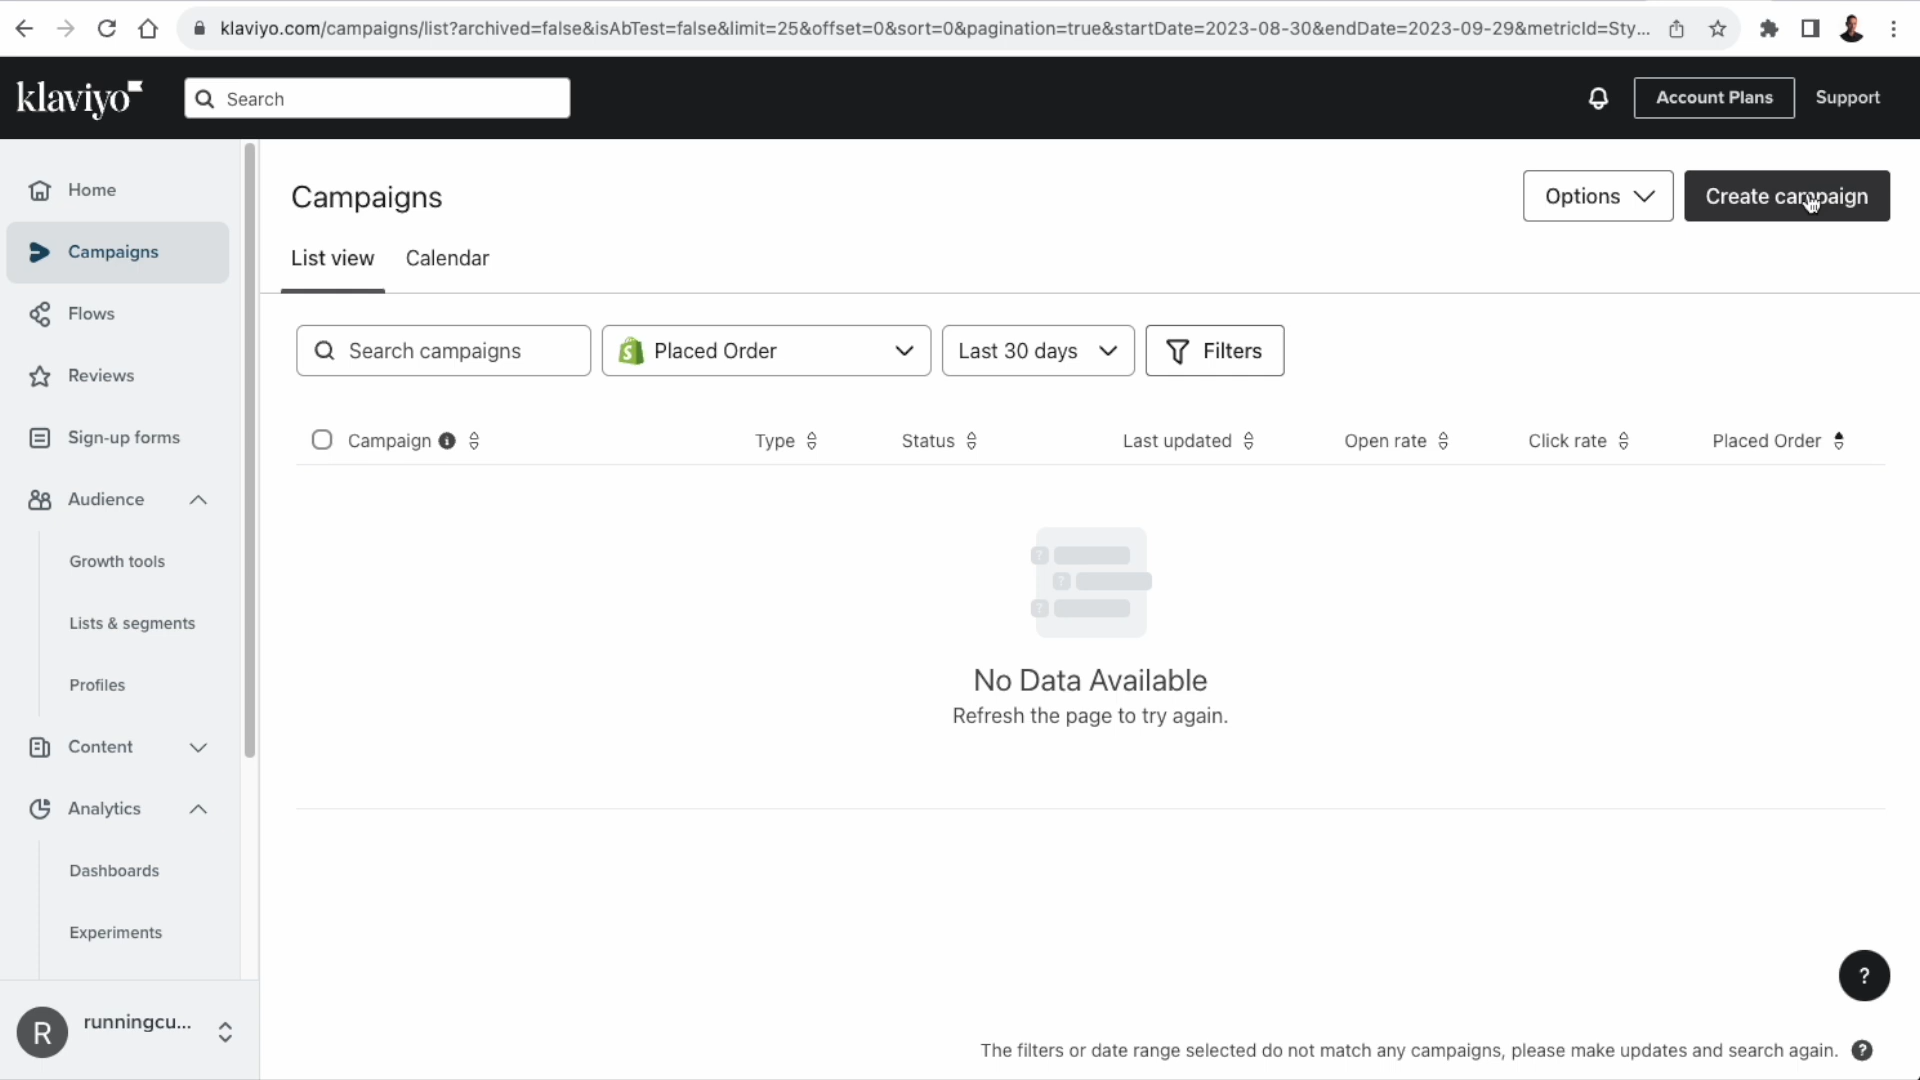 klaviyo.com/campaigns/list?archived=false&isAbTest=false&limit=25&offset=0&sort=0&pagination=true&startDate=2023-08-30&endDate=2023-09-29&metricId=Sty...
klaviyo
Search
Account Plans
Support
Home
Campaigns
Flows
Reviews
Sign-up forms
Audience
Growth tools
Lists & segments
Profiles
Content
Analytics
Dashboards
Experiments
R
runningcu...
Campaigns
Options
Create campaign
List view
Calendar
Search campaigns
Placed Order
Last 30 days
Filters
Campaign
Type
Status
Last updated
Open rate
Click rate
Placed Order
No Data Available
Refresh the page to try again.
?
The filters or date range selected do not match any campaigns, please make updates and search again. ?